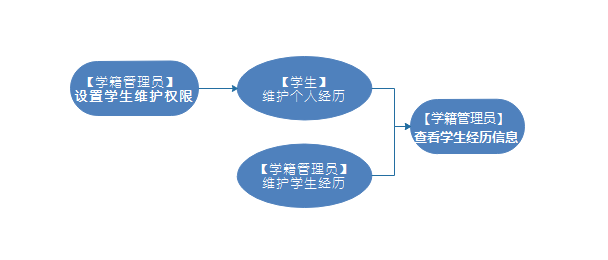 【学籍管理员】
设置学生维护权限
【学生】
维护个人经历
【学籍管理员】
维护学生经历
【学籍管理员】
查看学生经历信息